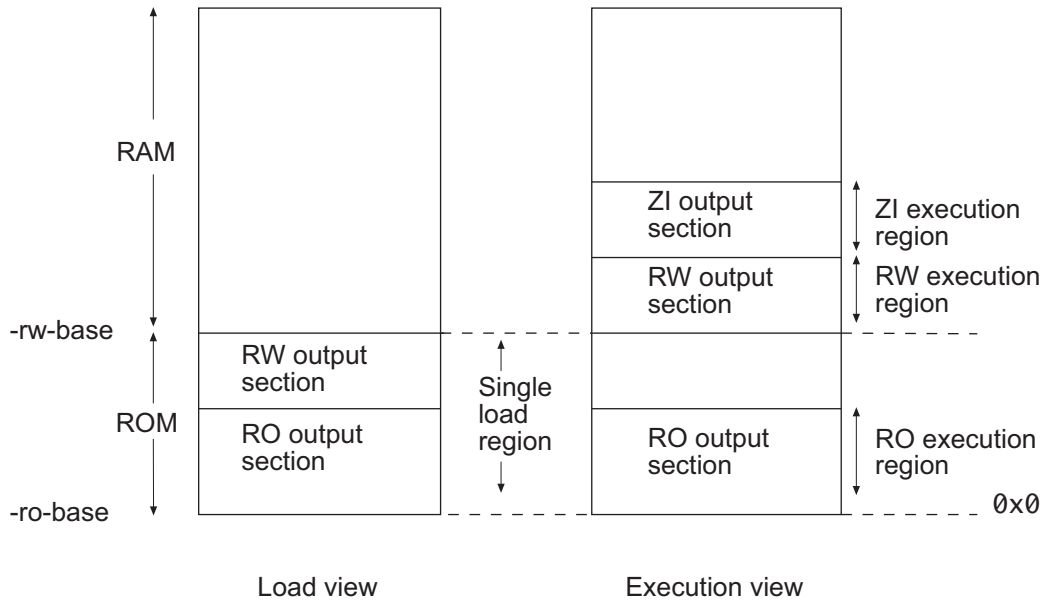 RAM
ZI output
section
ZI execution
region
RW output
section
RW execution
region
-rw-base
RW output
section
Single
load
region
ROM
RO output
section
RO output
section
RO execution
region
-ro-base
0x0
Load view
Execution view